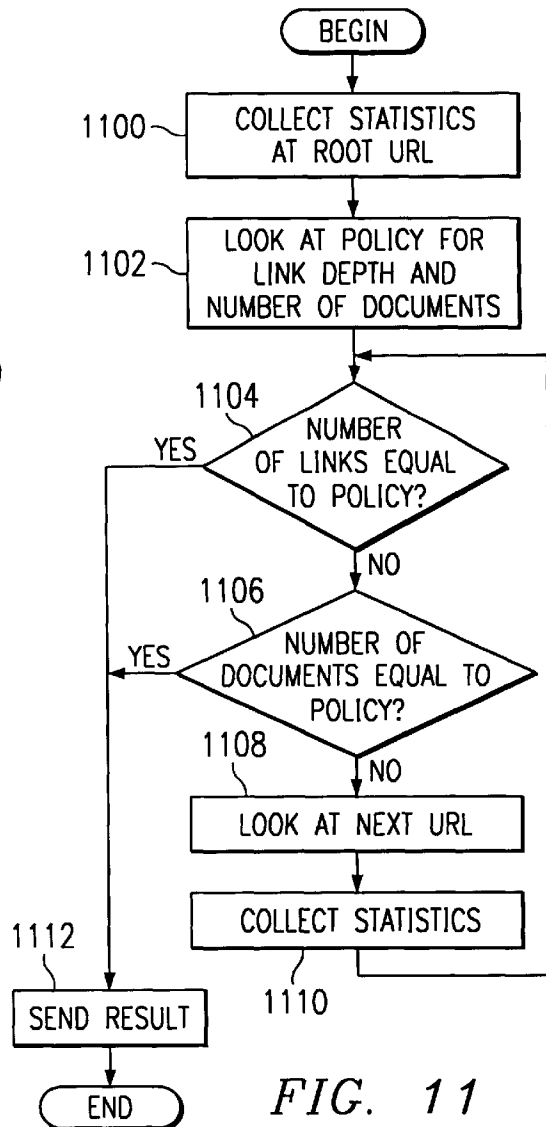 BEGIN
1100
COLLECT STATISTICS
AT ROOT URL
1102
LOOK AT POLICY FOR
LINK DEPTH AND
NUMBER OF DOCUMENTS
1104
YES
NUMBER
OF LINKS EQUAL
TO POLICY?
NO
1106
YES
NUMBER OF
DOCUMENTS EQUAL TO
POLICY?
1108
NO
LOOK AT NEXT URL
COLLECT STATISTICS
1112
1110
SEND RESULT
END
FIG. 11